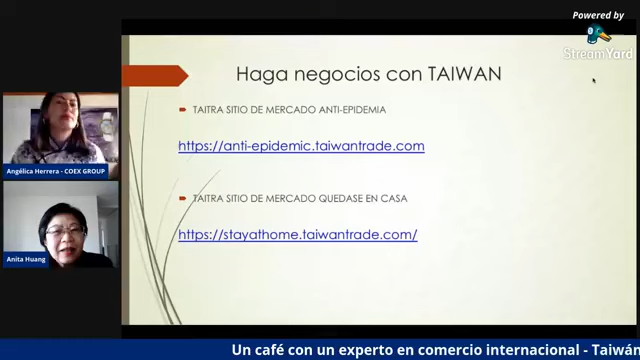 Powered by
StreamYard
Haga negocios con TAIWAN
TAITRA SITIO DE MERCADO ANTI-EPIDEMIA
https://anti-epidemic.taiwantrade.com
TAITRA SITIO DE MERCADO QUEDASE EN CASA
https://stayathome.taiwantrade.com/
Angélica Herrera - COEX GROUP
Anita Huang
Un café con un experto en comercio internacional - Taiwán